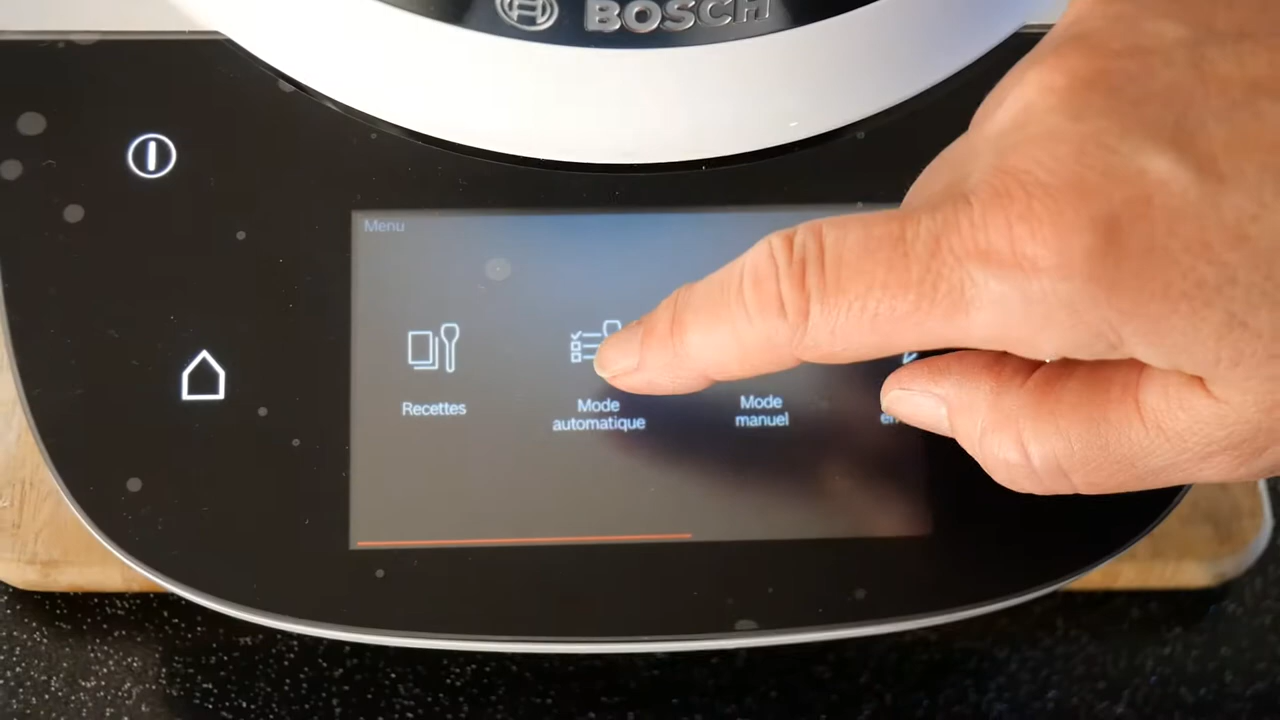 BOSCH
Menu
Recettes
Mode
automatique
Mode
manuel